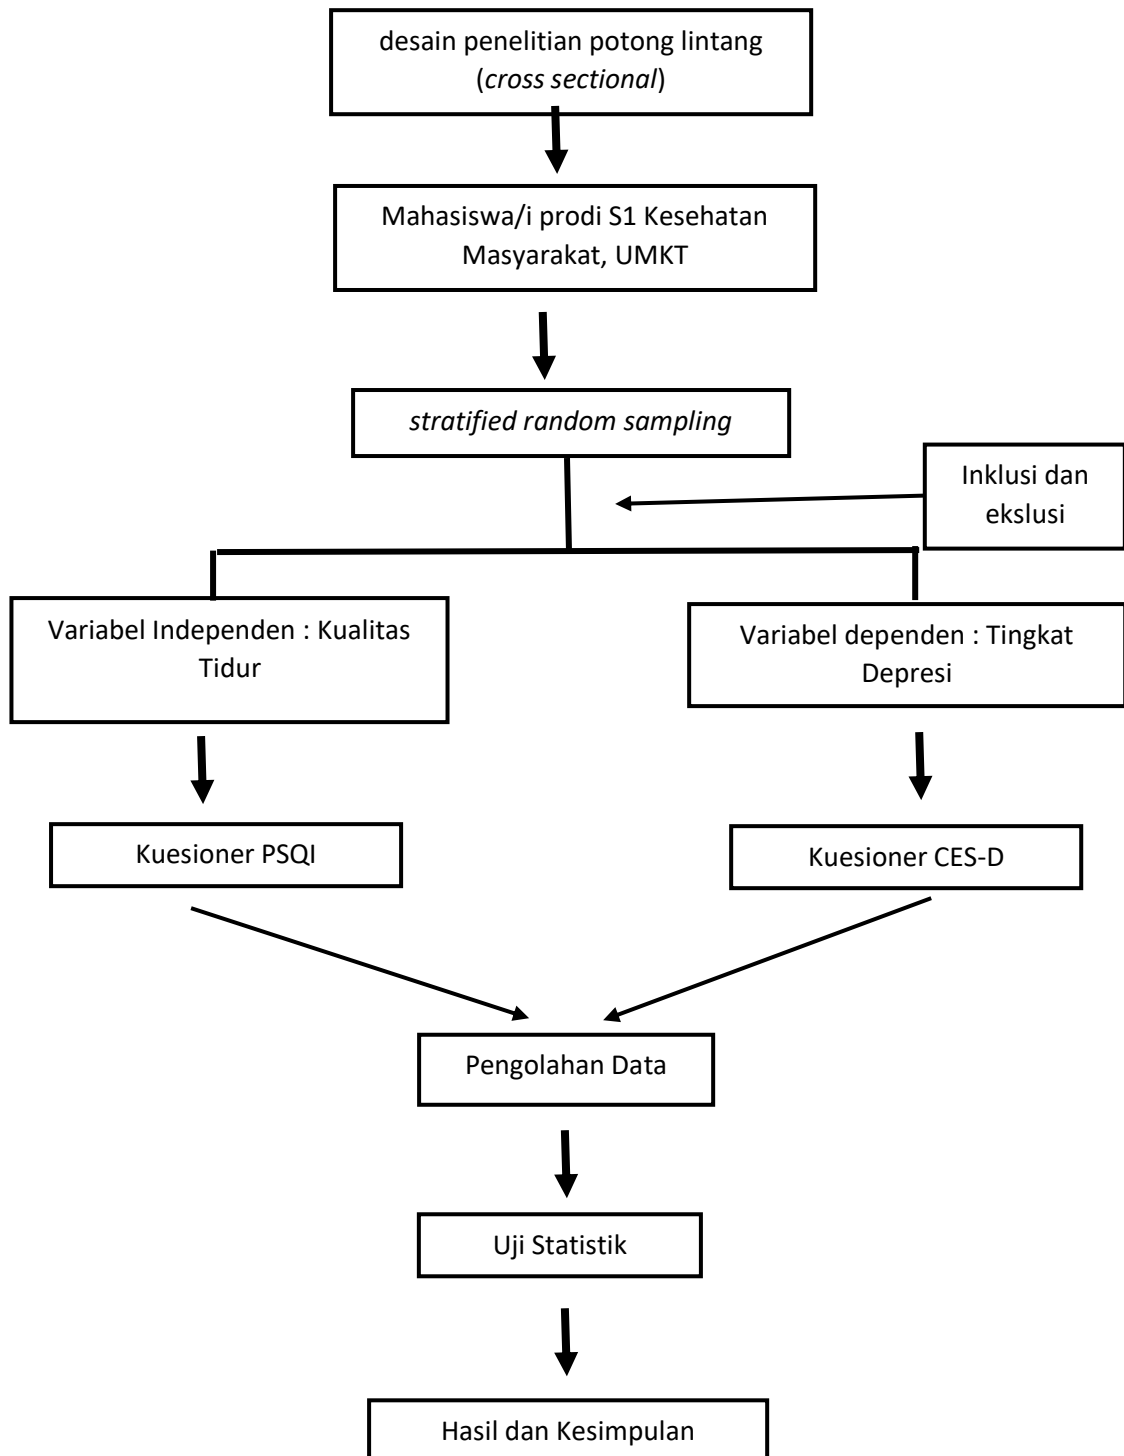 desain penelitian potong lintang
(cross sectional)
Mahasiswa/i prodi S1 Kesehatan
Masyarakat, UMKT
stratified random sampling
Inklusi dan
ekslusi
Variabel Independen : Kualitas
Tidur
Variabel dependen : Tingkat
Depresi
Kuesioner PSQI
Kuesioner CES-D
Pengolahan Data
Uji Statistik
Hasil dan Kesimpulan